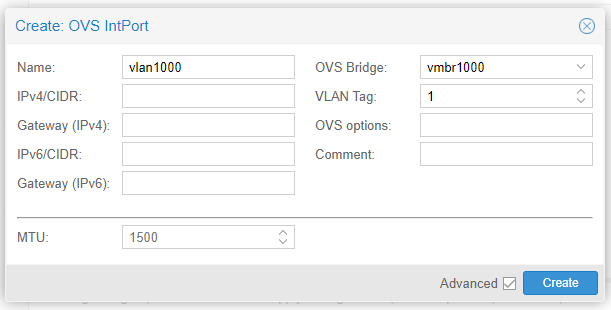 Create: OVS IntPort
Name: vlan1000 OVS Bridge: vmbr1000
IPv4/CIDR: VLAN Tag: 1
Gateway (IPv4): OVS options:
IPv6/CIDR: Comment:
Gateway (IPv6):
MTU: 1500
Advanced Create